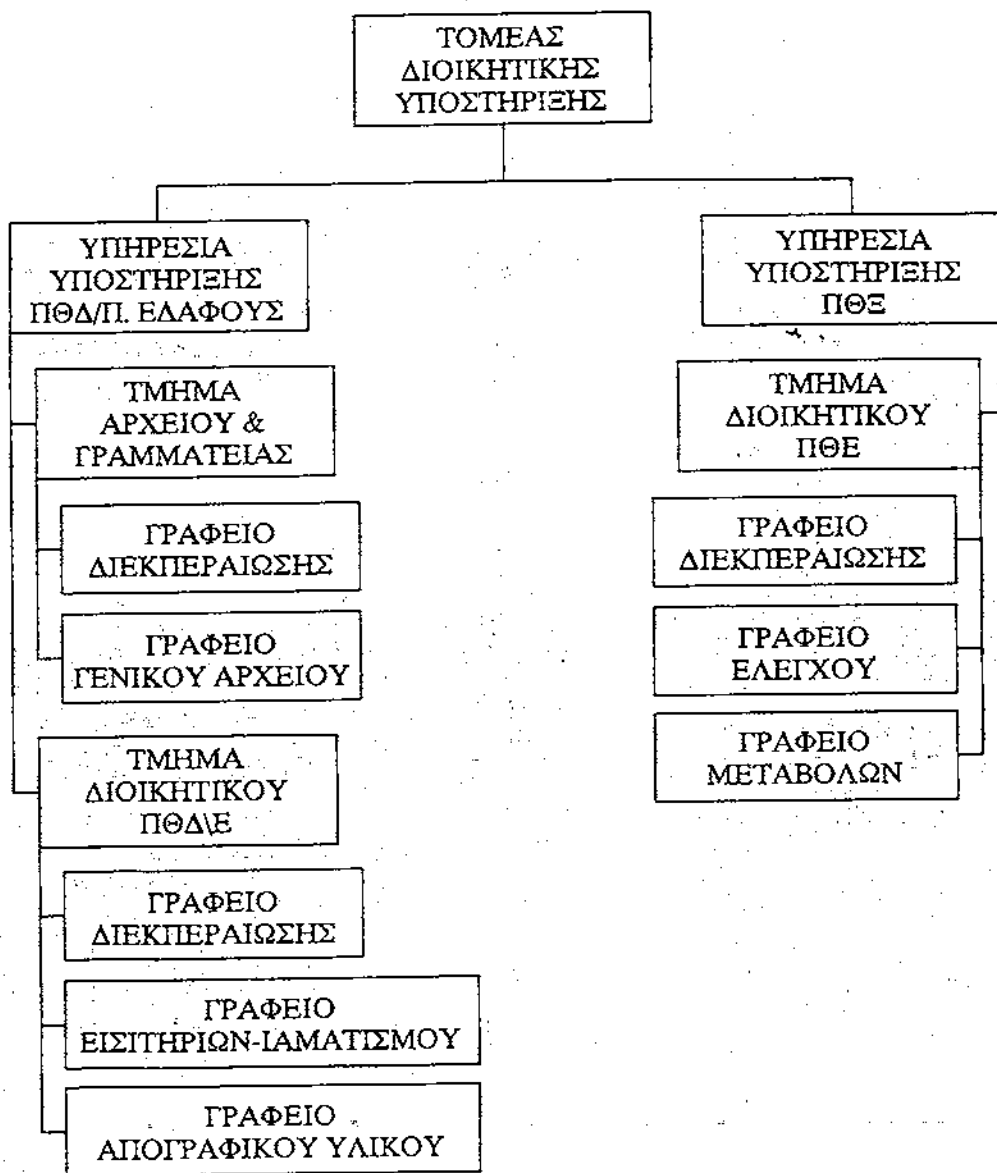 ΤΟΜΕΑΣ
ΔΙΟΙΚΗΤΙΚΗΣ
ΥΠΟΣΤΗΡΙΞΗΣ
ΥΠΗΡΕΣΙΑ
ΥΠΟΣΤΗΡΙΞΗΣ
ΠΘΔ/Π. ΕΔΑΦΟΥΣ
ΤΜΗΜΑ
ΑΡΧΕΙΟΥ &
ΓΡΑΜΜΑΤΕΙΑΣ
ΓΡΑΦΕΙΟ
ΔΙΕΚΠΕΡΑΙΩΣΗΣ
ΓΡΑΦΕΙΟ
ΓΕΝΙΚΟΥ ΑΡΧΕΙΟΥ
ΤΜΗΜΑ
ΔΙΟΙΚΗΤΙΚΟΥ
ΠΘΔ\Ε
ΓΡΑΦΕΙΟ
ΔΙΕΚΠΕΡΑΙΩΣΗΣ
ΓΡΑΦΕΙΟ
ΕΙΣΙΤΗΡΙΩΝ-ΙΑΜΑΤΙΣΜΟΥ
ΓΡΑΦΕΙΟ
ΑΠΟΓΡΑΦΙΚΟΥ ΥΛΙΚΟΥ
ΥΠΗΡΕΣΙΑ
ΥΠΟΣΤΗΡΙΞΗΣ
ΠΘΞ
ΤΜΗΜΑ
ΔΙΟΙΚΗΤΙΚΟΥ
ΠΘΕ
ΓΡΑΦΕΙΟ
ΔΙΕΚΠΕΡΑΙΩΣΗΣ
ΓΡΑΦΕΙΟ
ΕΛΕΓΧΟΥ
ΓΡΑΦΕΙΟ
ΜΕΤΑΒΟΛΩΝ